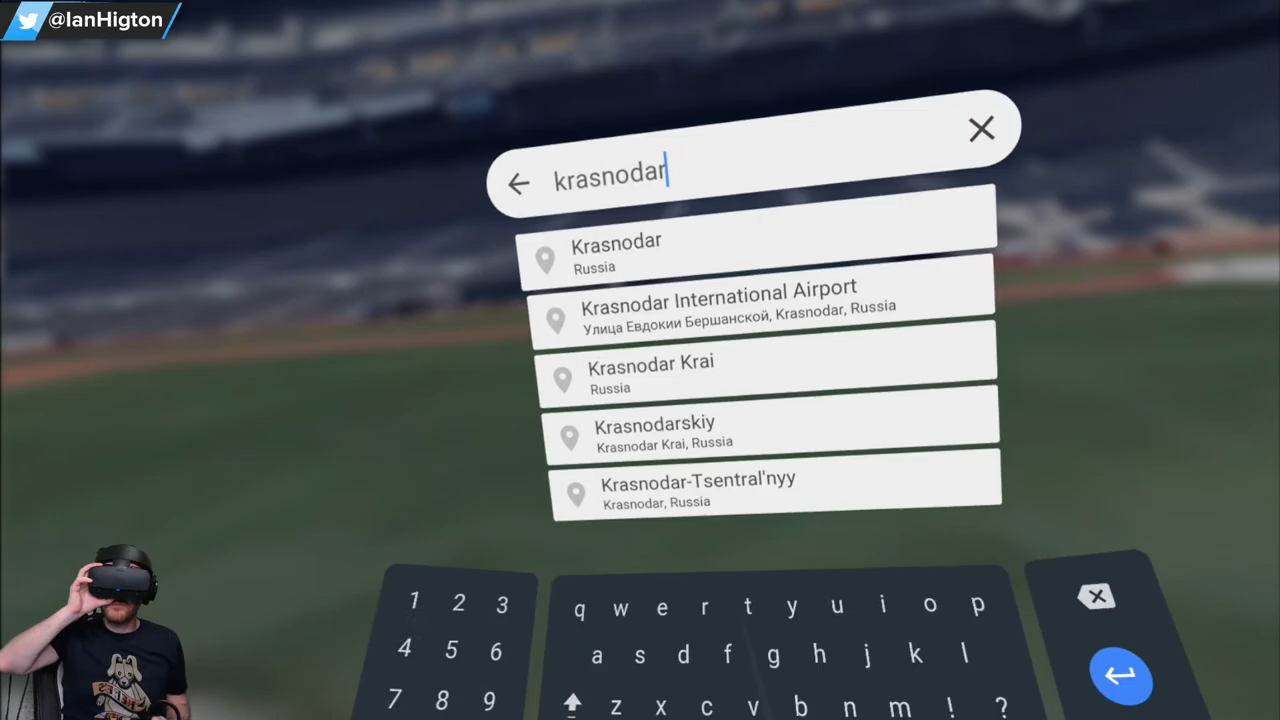 @IanHigton
krasnodar
Krasnodar
Russia
Krasnodar International Airport
Улица Евдокии Бершанской, Krasnodar, Russia
Krasnodar Krai
Russia
Krasnodarskiy
Krasnodar Krai, Russia
Krasnodar-Tsentral'nyy
Krasnodar, Russia
1 2 3 q w e r t y u i o p
4 5 6 a s d f g h j k l
7 8 9 z x c v b n m ! ?